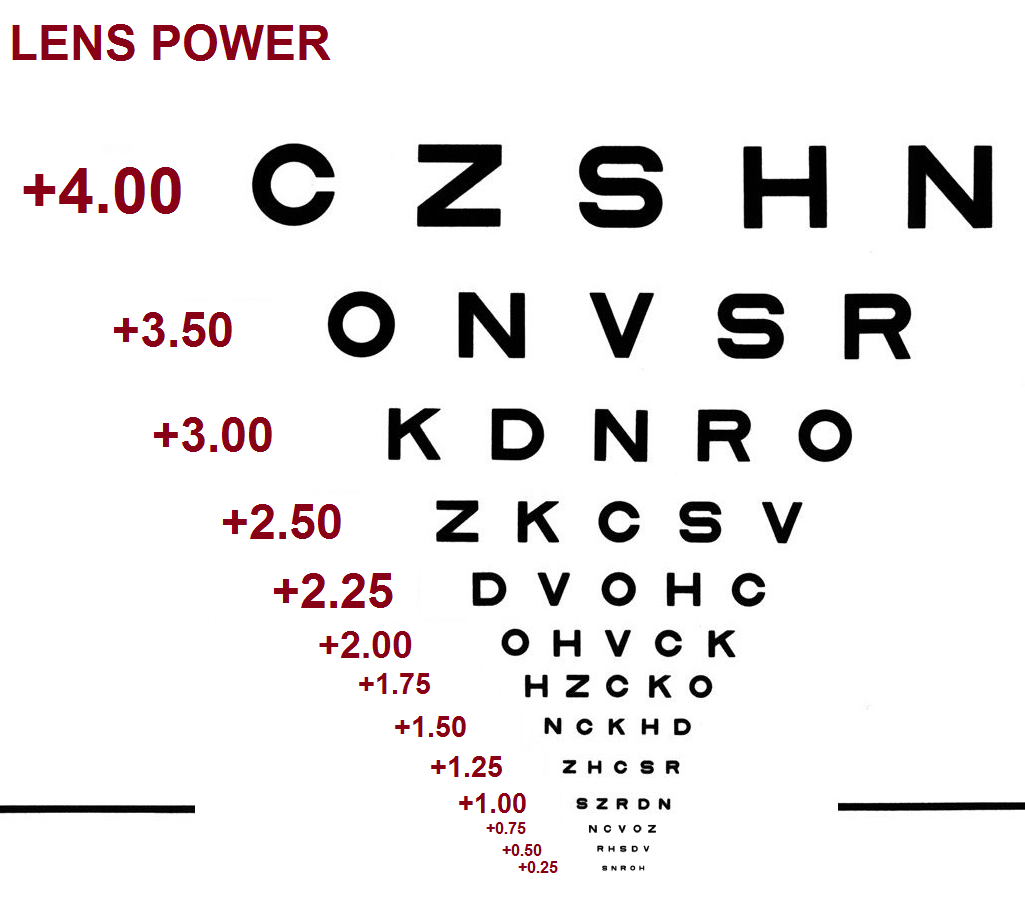 LENS POWER
+4.00 C Z S H N
+3.50 O N V S R
+3.00 K D N R O
+2.50 Z K C S V
+2.25 D V O H C
+2.00 O H V C K
+1.75 H Z C K O
+1.50 N C K H D
+1.25 Z H C S R
+1.00 S Z R D N
+0.75 N C V O Z
+0.50 R H S D V
+0.25 S N R O H